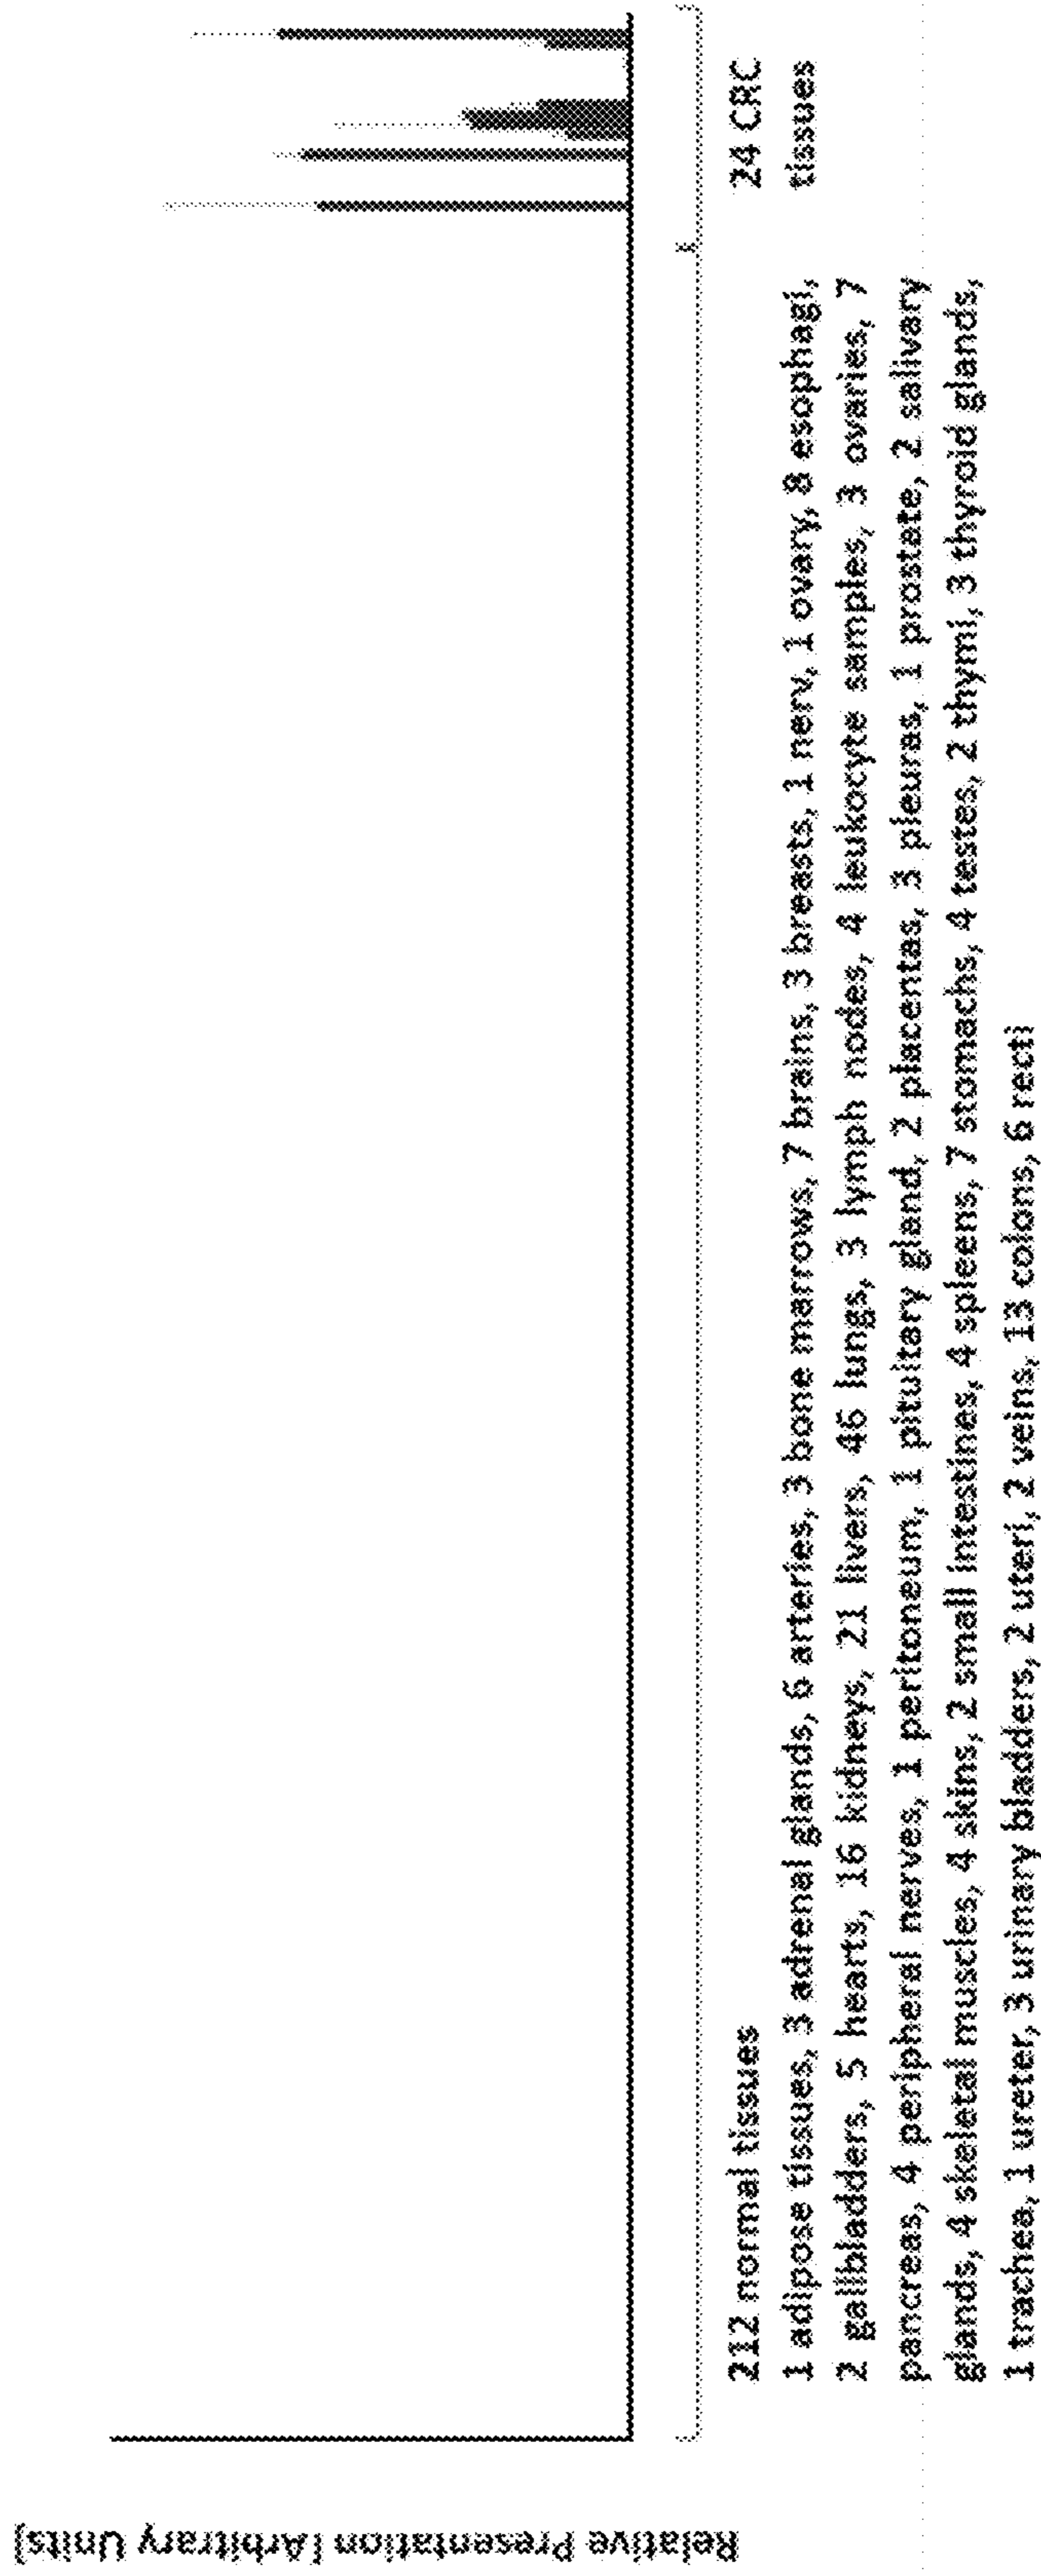 Relative Presentation [Arbitrary Units]
212 normal tissues
1 adipose tissues, 3 adrenal glands, 6 arteries, 3 bone marrows, 7 brains, 3 breasts, 1 nerv, 1 ovary, 8 esophagi,
2 gallbladders, 5 hearts, 16 kidneys, 21 livers, 46 lungs, 3 lymph nodes, 4 leukocyte samples, 3 ovaries, 7
pancreas, 4 peripheral nerves, 1 peritoneum, 1 pituitary gland, 2 placentas, 3 pleuras, 1 prostate, 2 salivary
glands, 4 skeletal muscles, 4 skins, 2 small intestines, 4 spleens, 7 stomachs, 4 testes, 2 thymi, 3 thyroid glands,
1 trachea, 1 ureter, 3 urinary bladders, 2 uteri, 2 veins, 13 colons, 6 recti
24 CRC
tissues